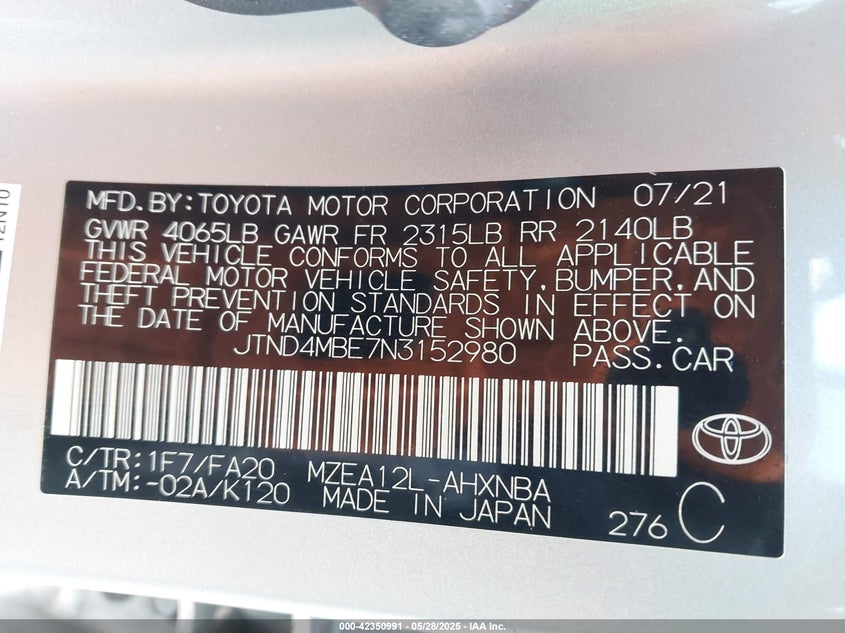 MFD.BY:TOYOTA MOTOR CORPORATION 07/21
GVWR 4065LB GAWR FR 2315LB RR 2140LB
THIS VEHICLE CONFORMS TO ALL APPLICABLE
FEDERAL MOTOR VEHICLE SAFETY,BUMPER,AND
THEFT PREVENTION STANDARDS IN EFFECT ON
THE DATE OF MANUFACTURE SHOWN ABOVE.
JTND4MBE7N3152980 PASS.CAR
C/TR:1F7/FA20 MZEA12L-AHXNBA
A/TM:-02A/K120 MADE IN JAPAN
276 C
12N10
000-42350991 - 05/28/2025 - IAA Inc.